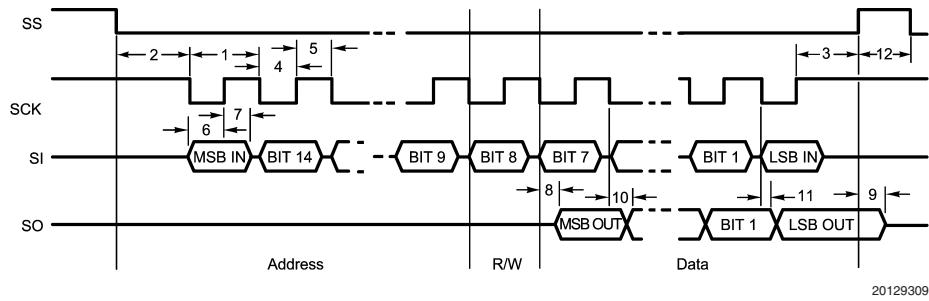 SS
2
1
5
4
3
12
SCK
6
7
SI
MSB IN
BIT 14
BIT 9
BIT 8
BIT 7
BIT 1
LSB IN
8
10
11
9
SO
MSB OUT
BIT 1
LSB OUT
Address
R/W
Data
20129309